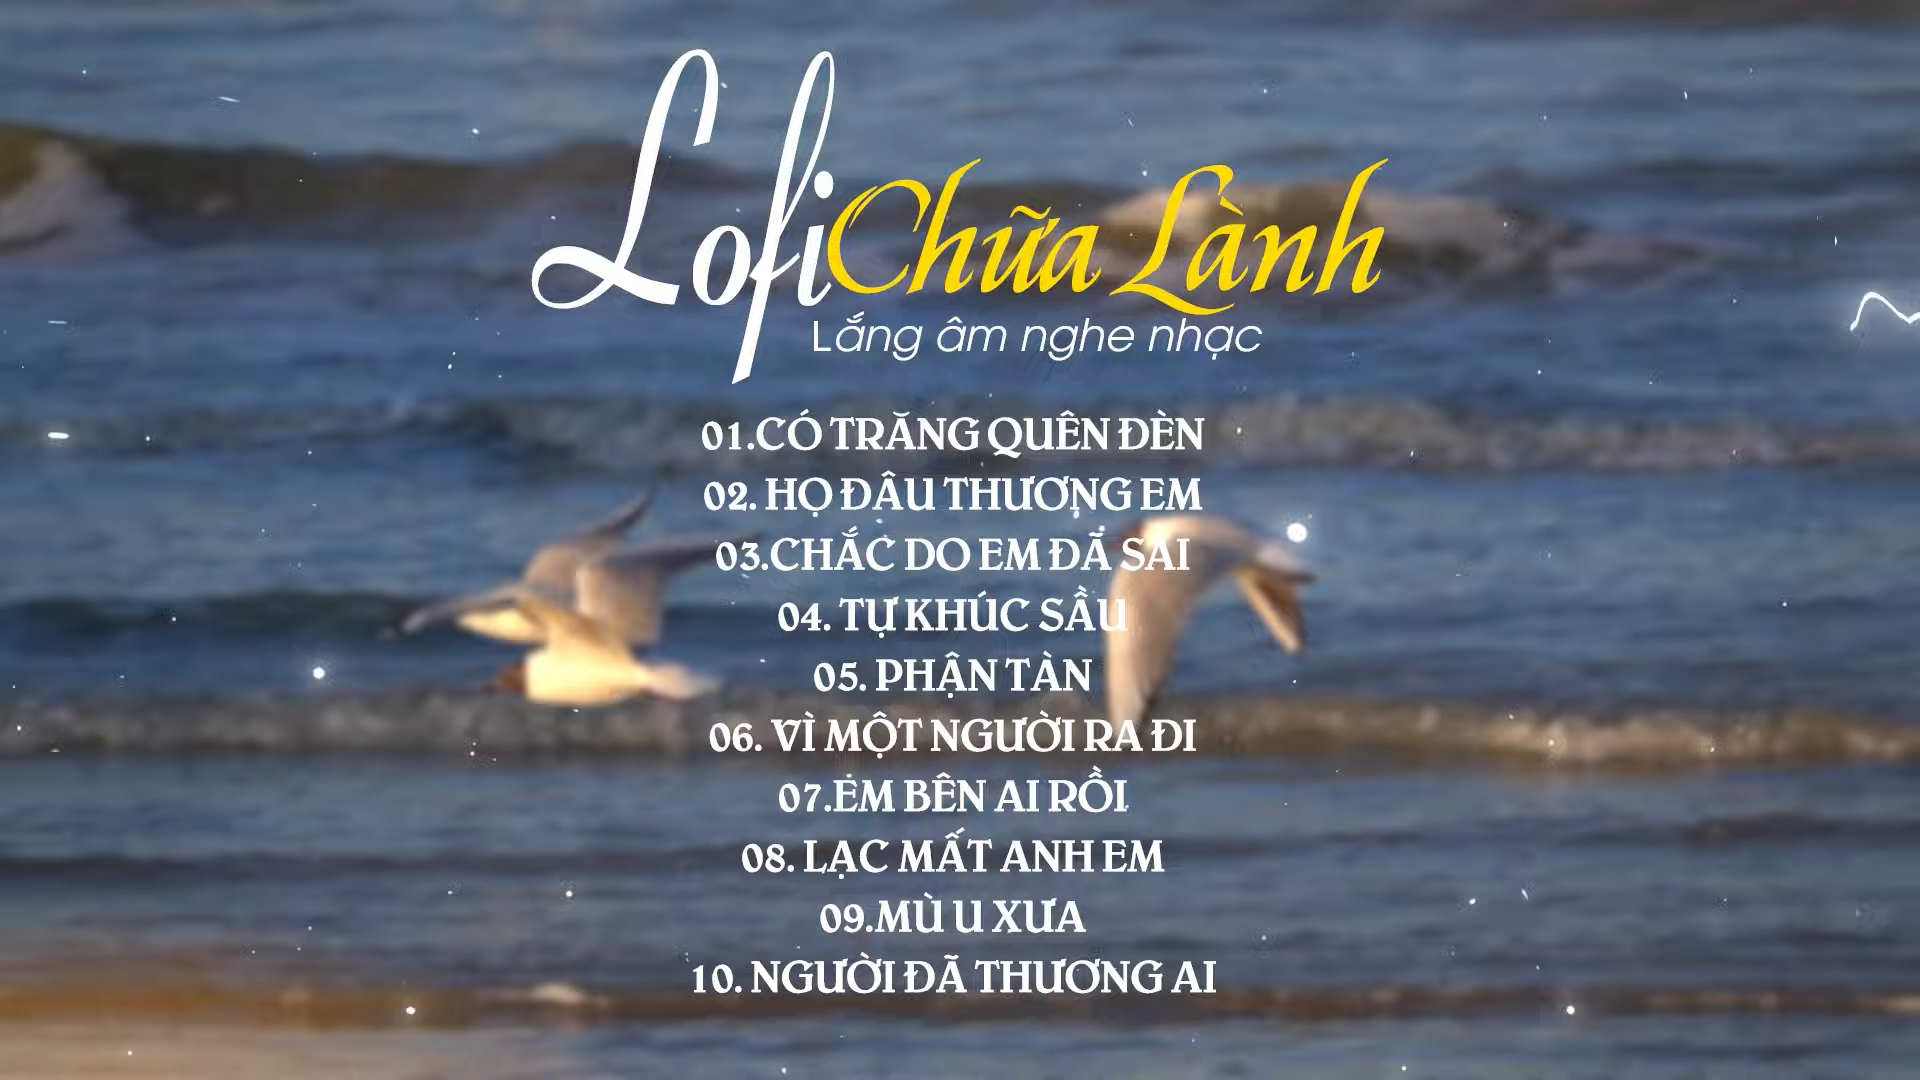 Lofi Chữa Lành
Lắng âm nghe nhạc
01.CÓ TRĂNG QUÊN ĐÈN
02. HỌ ĐÂU THƯƠNG EM
03.CHẮC DO EM ĐÃ SAI
04. TỰ KHÚC SẦU
05. PHẬN TÀN
06. VÌ MỘT NGƯỜI RA ĐI
07.EM BÊN AI RỒI
08. LẠC MẤT ANH EM
09.MÙ U XƯA
10. NGƯỜI ĐÃ THƯƠNG AI